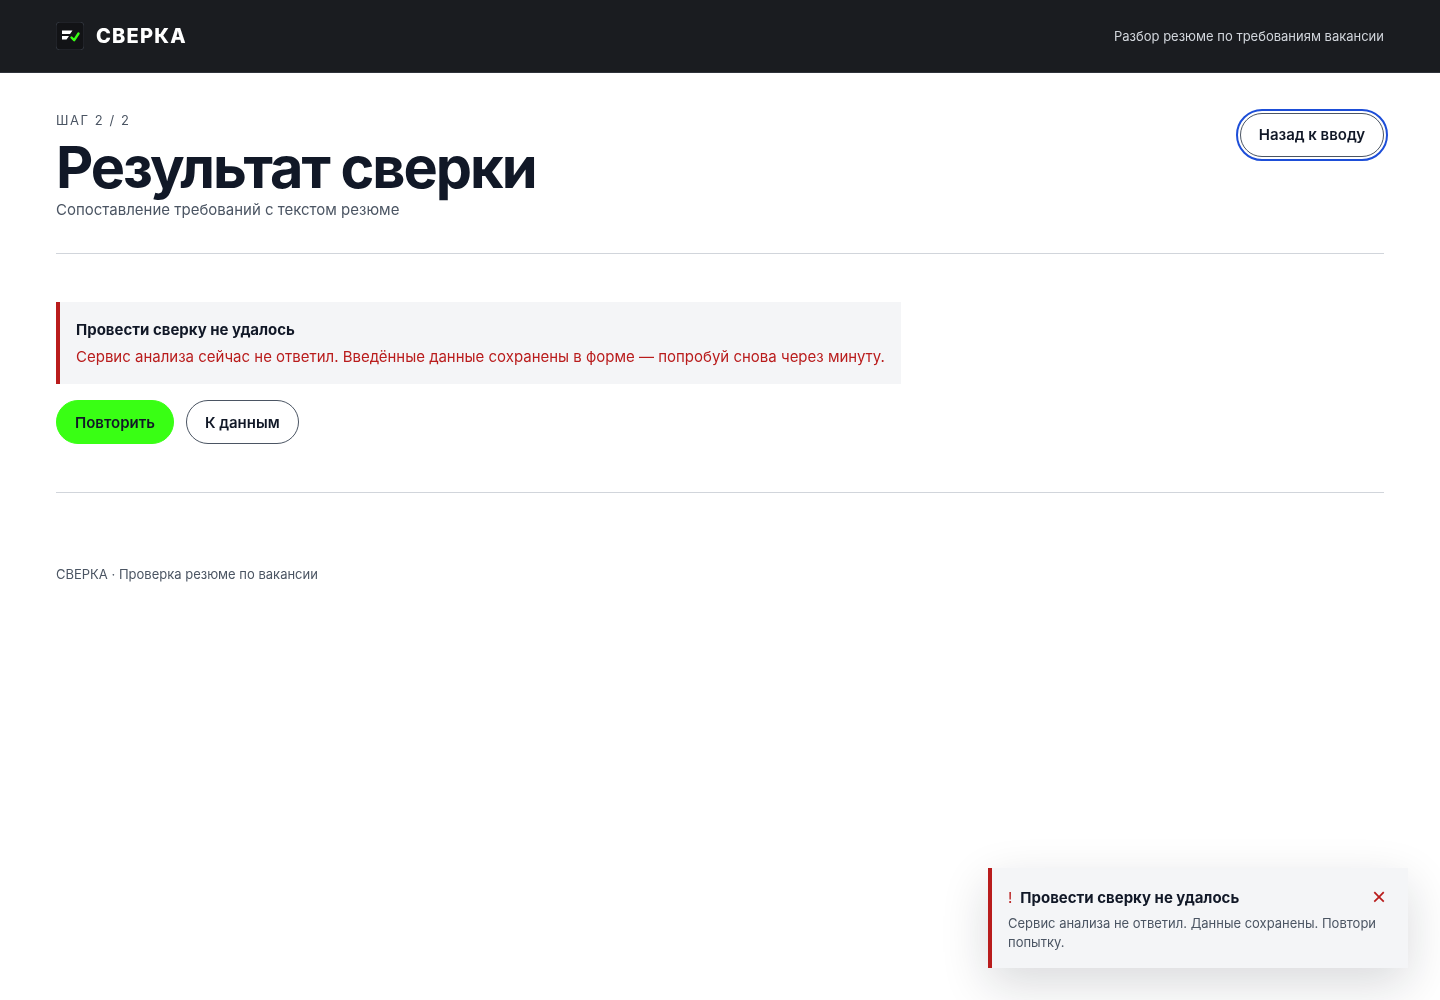 СВЕРКА
Разбор резюме по требованиям вакансии
ШАГ 2 / 2
Назад к вводу
Результат сверки
Сопоставление требований с текстом резюме
Провести сверку не удалось
Сервис анализа сейчас не ответил. Введённые данные сохранены в форме — попробуй снова через минуту.
Повторить
К данным
СВЕРКА · Проверка резюме по вакансии
! Провести сверку не удалось
Сервис анализа не ответил. Данные сохранены. Повтори
попытку.